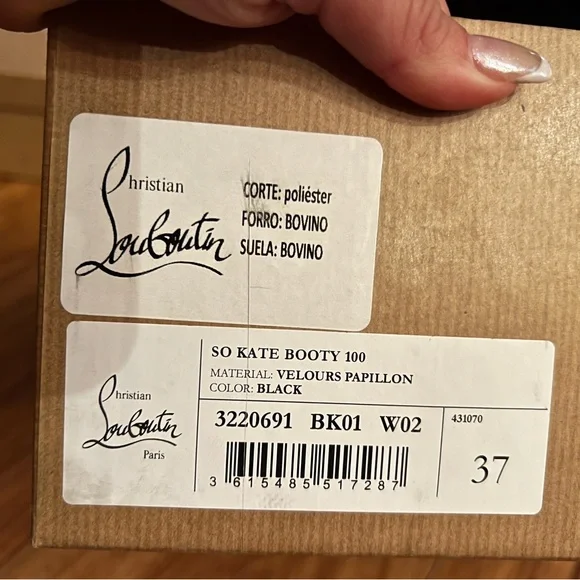 Christian
Louboutin
CORTE: poliéster
FORRO: BOVINO
SUELA: BOVINO
Christian
Louboutin
Paris
SO KATE BOOTY 100
MATERIAL: VELOURS PAPILLON
COLOR: BLACK
3220691 BK01 W02
3 615485 517287
431070
37